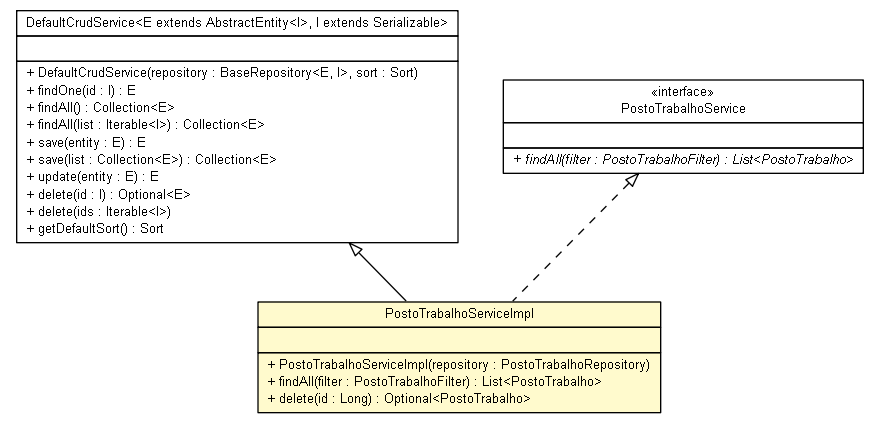 DefaultCrudService<E extends AbstractEntity<I>, I extends Serializable>
+ DefaultCrudService(repository : BaseRepository<E, I>, sort : Sort)
+ findOne(id : I) : E
+ findAll() : Collection<E>
+ findAll(list : Iterable<I>) : Collection<E>
+ save(entity : E) : E
+ save(list : Collection<E>) : Collection<E>
+ update(entity : E) : E
+ delete(id : I) : Optional<E>
+ delete(ids : Iterable<I>)
+ getDefaultSort() : Sort
«interface»
PostoTrabalhoService
+ findAll(filter : PostoTrabalhoFilter) : List<PostoTrabalho>
PostoTrabalhoServiceImpl
+ PostoTrabalhoServiceImpl(repository : PostoTrabalhoRepository)
+ findAll(filter : PostoTrabalhoFilter) : List<PostoTrabalho>
+ delete(id : Long) : Optional<PostoTrabalho>